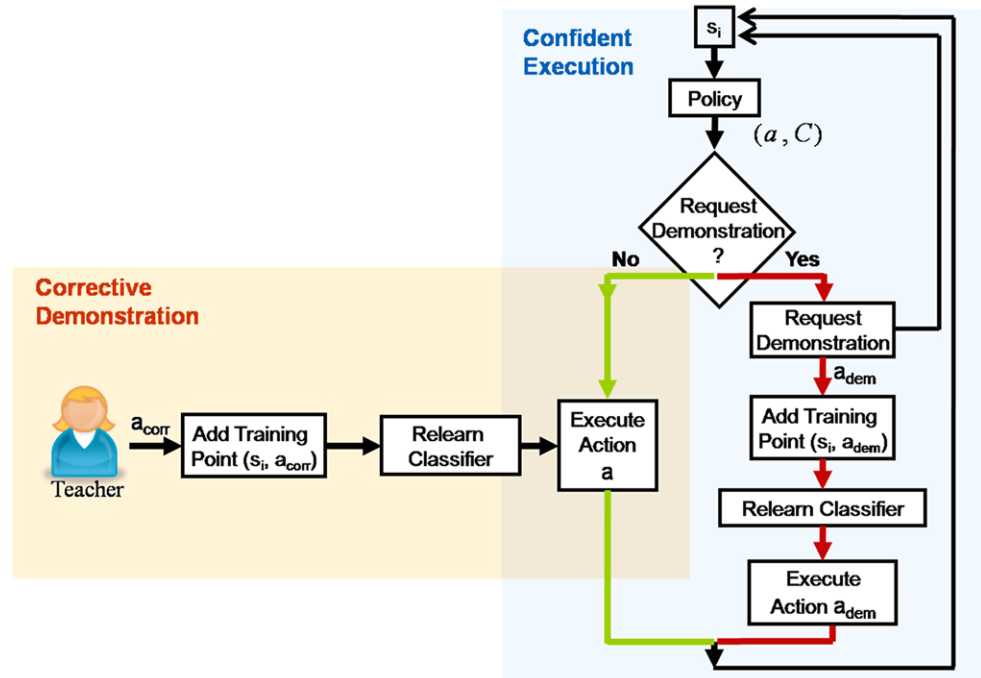 Confident
Execution
s_i
Policy
(a, C)
Request
Demonstration
?
No
Yes
Corrective
Demonstration
Request
Demonstration
a_dem
Teacher
a_corr
Add Training
Point (s_i, a_corr)
Relearn
Classifier
Execute
Action
a
Add Training
Point (s_i, a_dem)
Relearn Classifier
Execute
Action a_dem